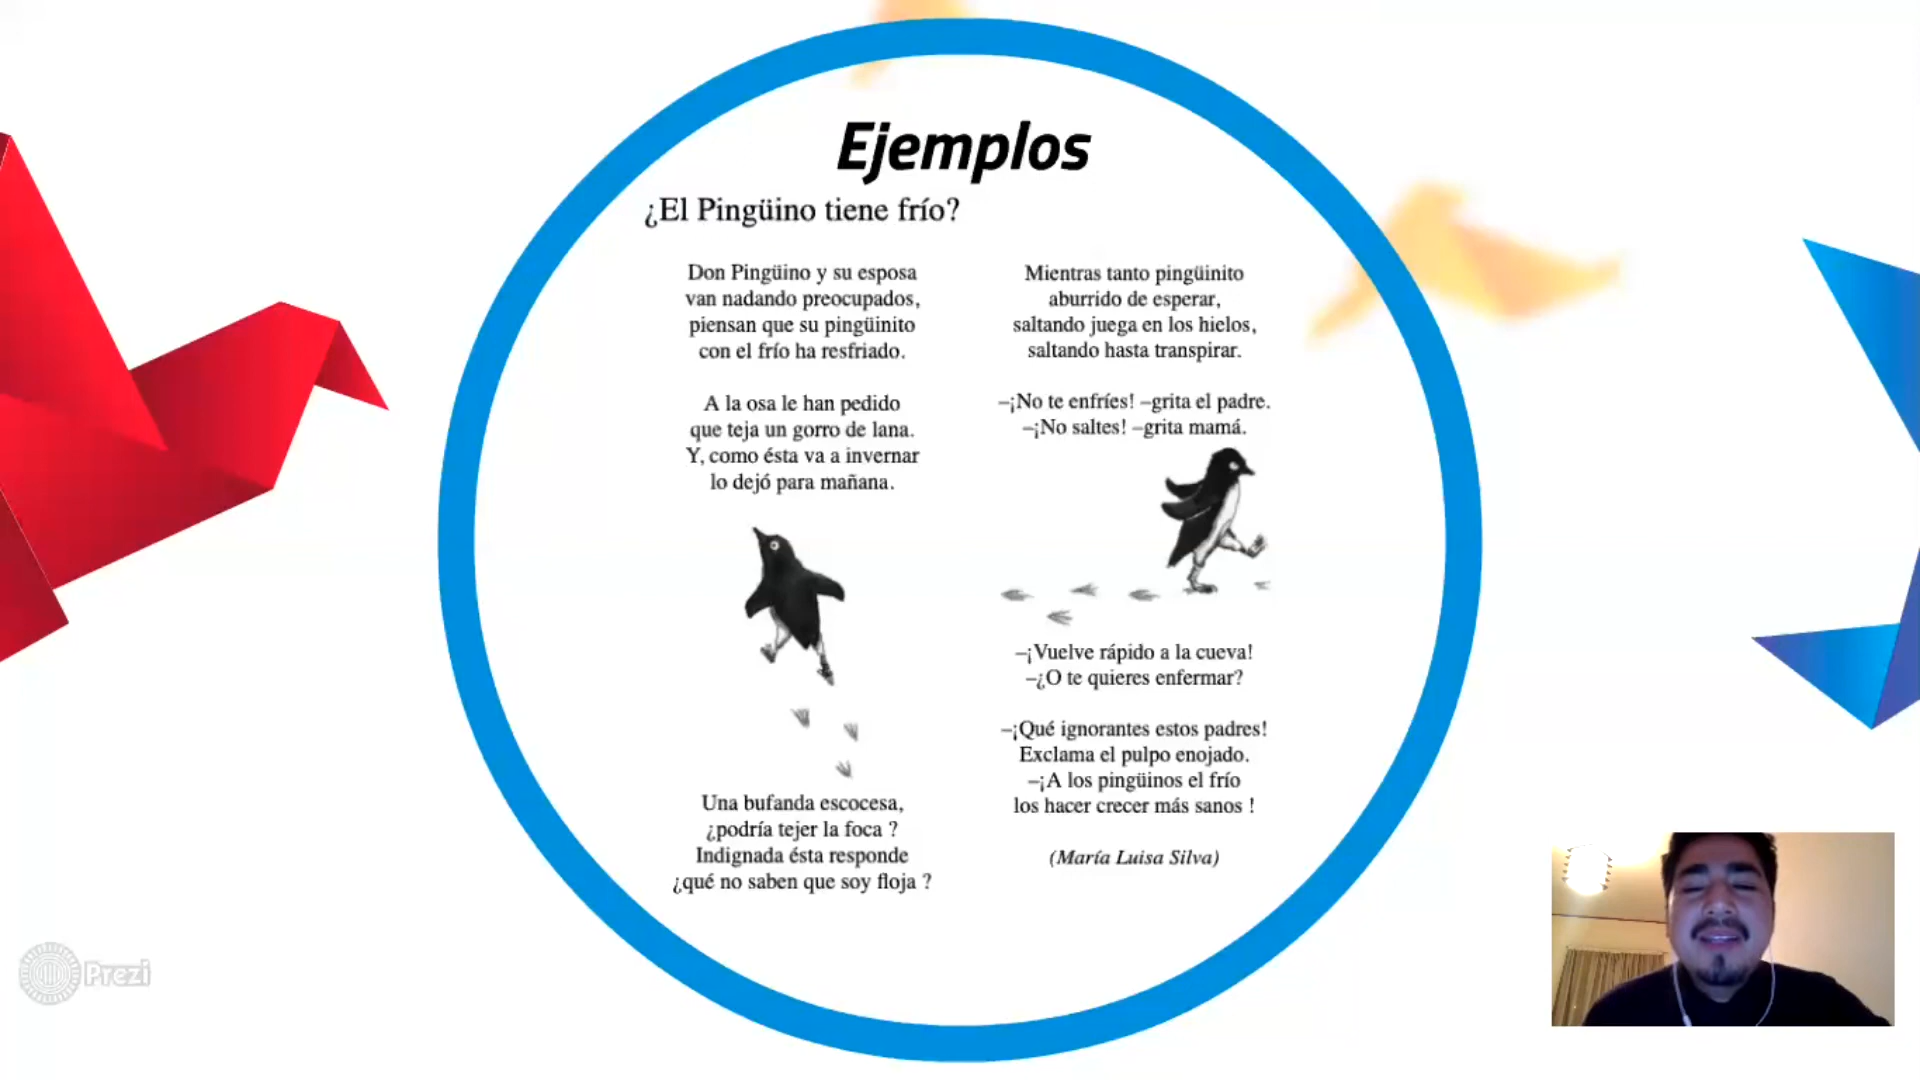 Ejemplos
¿El Pingüino tiene frío?
Don Pingüino y su esposa
van nadando preocupados,
piensan que su pingüinito
con el frío ha resfriado.
A la osa le han pedido
que teja un gorro de lana.
Y, como ésta va a invernar
lo dejó para mañana.
Una bufanda escocesa,
¿podría tejer la foca ?
Indignada ésta responde
¿qué no saben que soy floja ?
Mientras tanto pingüinito
aburrido de esperar,
saltando juega en los hielos,
saltando hasta transpirar.
–¡No te enfríes! –grita el padre.
–¡No saltes! –grita mamá.
–¡Vuelve rápido a la cueva!
–¿O te quieres enfermar?
–¡Qué ignorantes estos padres!
Exclama el pulpo enojado.
–¡A los pingüinos el frío
los hacer crecer más sanos !
(María Luisa Silva)
Prezi